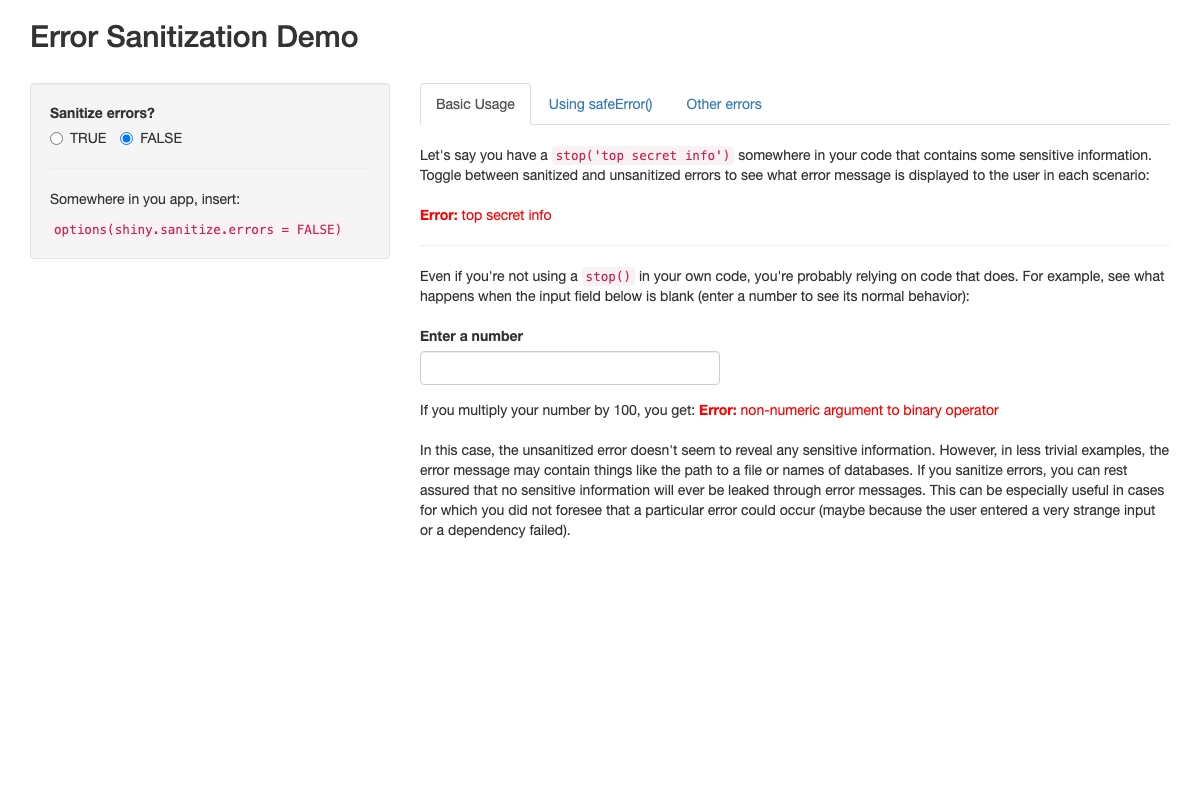 Error Sanitization Demo
Sanitize errors?
TRUE FALSE
Somewhere in you app, insert:
options(shiny.sanitize.errors = FALSE)
Basic Usage Using safeError() Other errors
Let's say you have a stop('top secret info') somewhere in your code that contains some sensitive information.
Toggle between sanitized and unsanitized errors to see what error message is displayed to the user in each scenario:
Error: top secret info
Even if you're not using a stop() in your own code, you're probably relying on code that does. For example, see what
happens when the input field below is blank (enter a number to see its normal behavior):
Enter a number
If you multiply your number by 100, you get: Error: non-numeric argument to binary operator
In this case, the unsanitized error doesn't seem to reveal any sensitive information. However, in less trivial examples, the
error message may contain things like the path to a file or names of databases. If you sanitize errors, you can rest
assured that no sensitive information will ever be leaked through error messages. This can be especially useful in cases
for which you did not foresee that a particular error could occur (maybe because the user entered a very strange input
or a dependency failed).